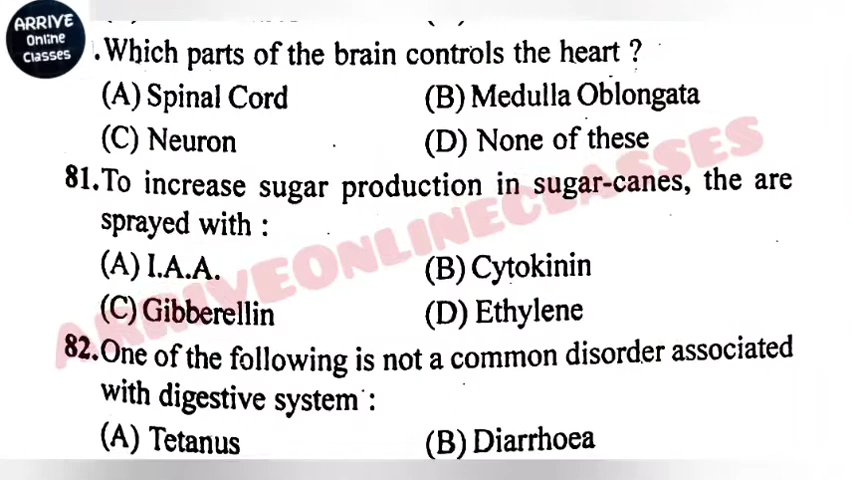 ARRIVE
Online
Classes
.Which parts of the brain controls the heart ?
(A) Spinal Cord (B) Medulla Oblongata
(C) Neuron (D) None of these
81.To increase sugar production in sugar-canes, the are
sprayed with :
(A) I.A.A. (B) Cytokinin
(C) Gibberellin (D) Ethylene
82.One of the following is not a common disorder associated
with digestive system :
(A) Tetanus (B) Diarrhoea
ARRIVEONLINECLASSES